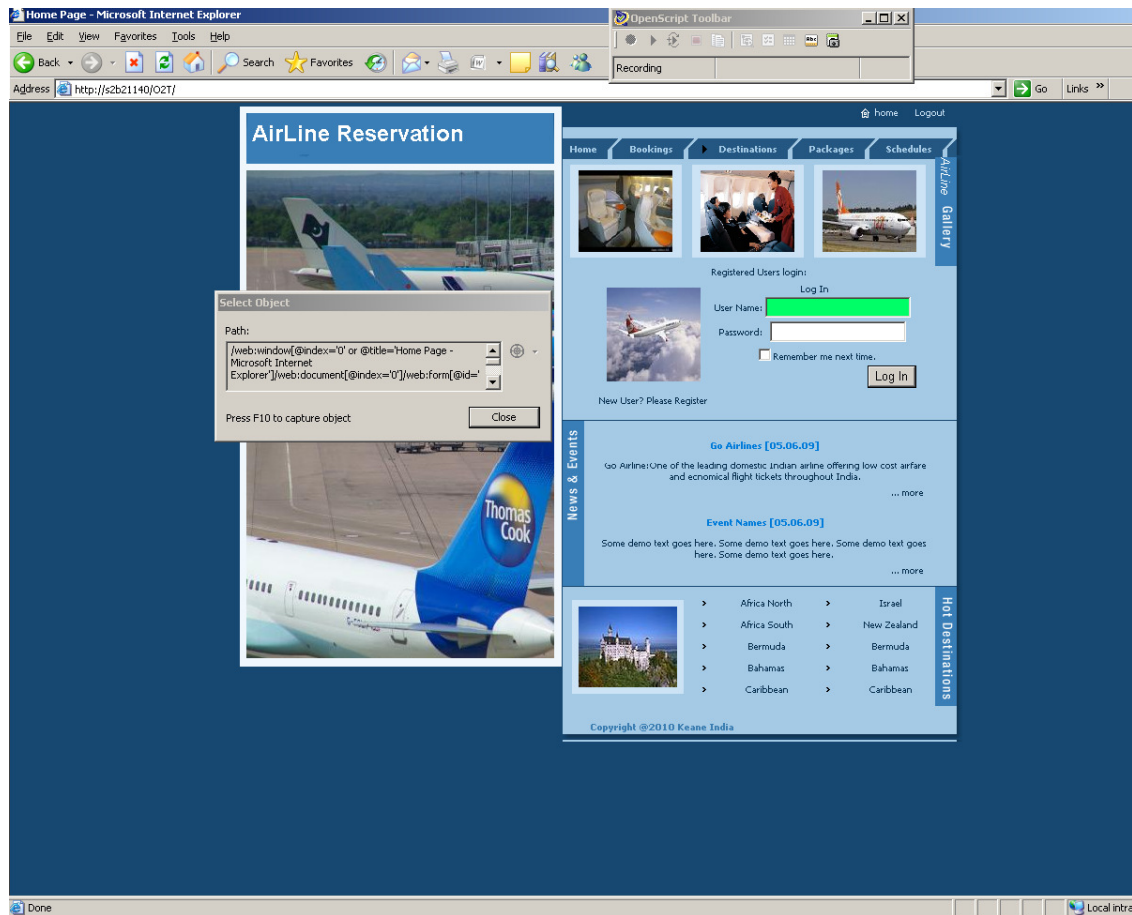 Home Page - Microsoft Internet Explorer
OpenScript Toolbar
File Edit View Favorites Tools Help
Back Search Favorites
Recording
Address http://s2b21140/O2T/ Go Links »
home Logout
AirLine Reservation
Home Bookings Destinations Packages Schedules
AirLine Gallery
Registered Users login:
Log In
User Name:
Password:
Remember me next time.
Log In
New User? Please Register
Select Object
Path:
/web:window[@index='0' or @title='Home Page -
Microsoft Internet
Explorer']/web:document[@index='0']/web:form[@id='
Press F10 to capture object Close
News & Events
Go Airlines [05.06.09]
Go Airline:One of the leading domestic Indian airline offering low cost airfare
and ecnomical flight tickets throughout India.
... more
Event Names [05.06.09]
Some demo text goes here. Some demo text goes here. Some demo text goes
here. Some demo text goes here.
... more
Thomas
Cook
Hot Destinations
Africa North Israel
Africa South New Zealand
Bermuda Bermuda
Bahamas Bahamas
Caribbean Caribbean
Copyright @2010 Keane India
Done Local intra